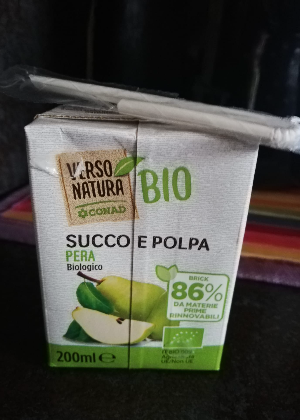 VERSO
NATURA
CONAD
BIO
SUCCO E POLPA
PERA
Biologico
BRICK
86%
DA MATERIE
PRIME
RINNOVABILI
200ml e